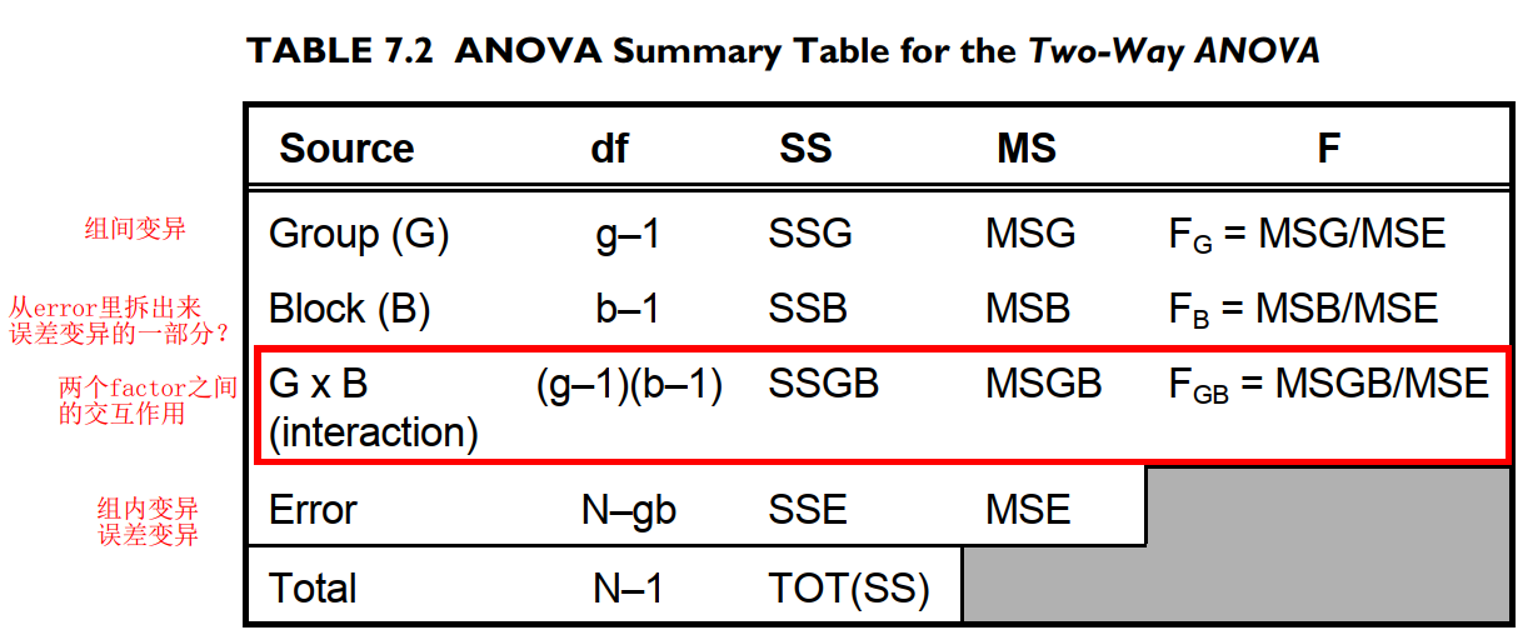 TABLE 7.2 ANOVA Summary Table for the Two-Way ANOVA
Source df SS MS F
组间变异
Group (G) g–1 SSG MSG F_G = MSG/MSE
从error里拆出来
误差变异的一部分?
Block (B) b–1 SSB MSB F_B = MSB/MSE
两个factor之间
的交互作用
G x B (g–1)(b–1) SSGB MSGB F_GB = MSGB/MSE
(interaction)
组内变异
误差变异
Error N–gb SSE MSE
Total N–1 TOT(SS)